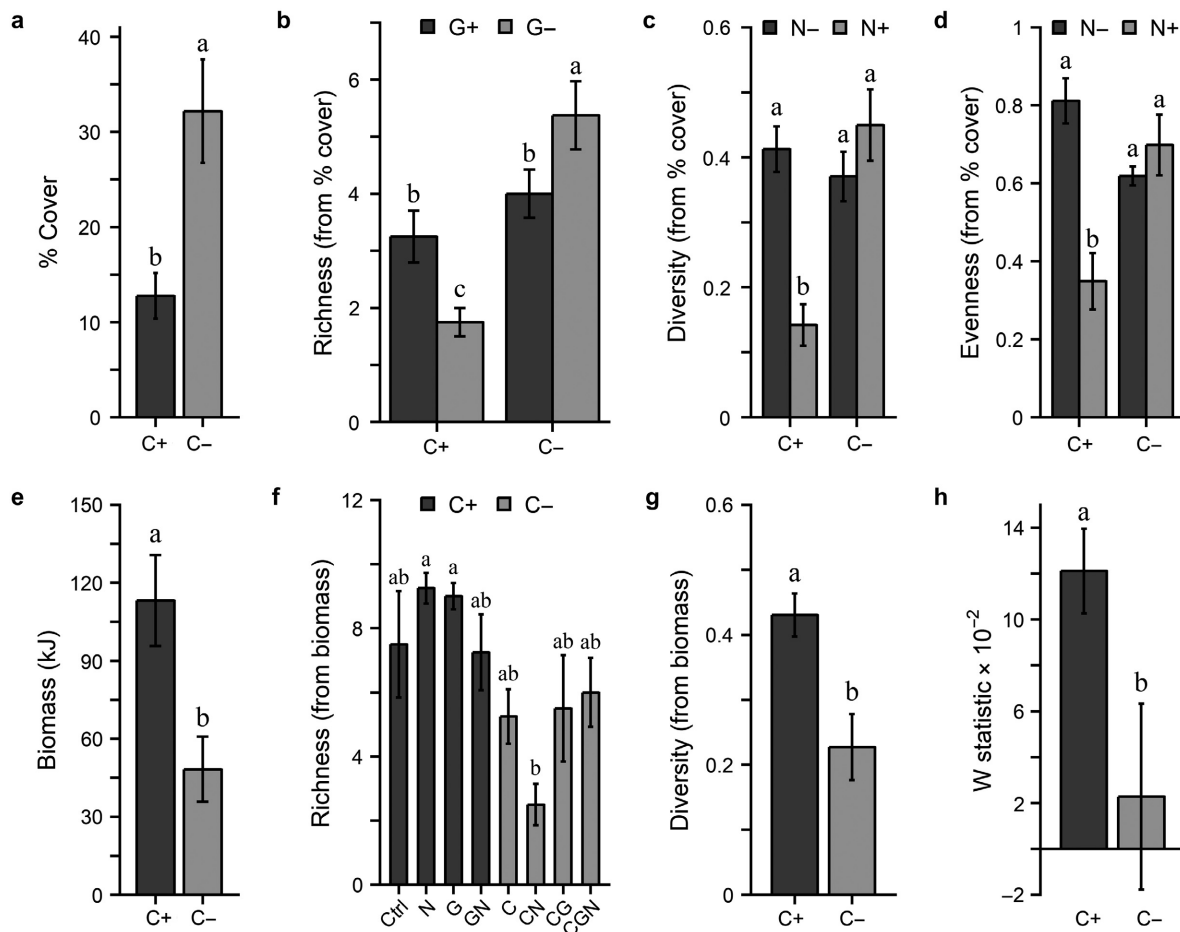 a
% Cover
40
30
20
10
0
a
b
C+
C−
b
G+
G−
Richness (from % cover)
6
4
2
0
b
c
b
a
C+
C−
c
N−
N+
Diversity (from % cover)
0.6
0.4
0.2
0
a
b
a
a
C+
C−
d
N−
N+
Evenness (from % cover)
1
0.8
0.6
0.4
0.2
0
a
b
a
a
C+
C−
e
Biomass (kJ)
150
120
90
60
30
0
a
b
C+
C−
f
C+
C−
Richness (from biomass)
12
8
4
0
ab
a
a
ab
ab
b
ab
ab
Ctrl
N
G
GN
C
CN
CG
CGN
g
Diversity (from biomass)
0.6
0.4
0.2
0
a
b
C+
C−
h
W statistic × 10−2
14
10
6
2
−2
a
b
C+
C−